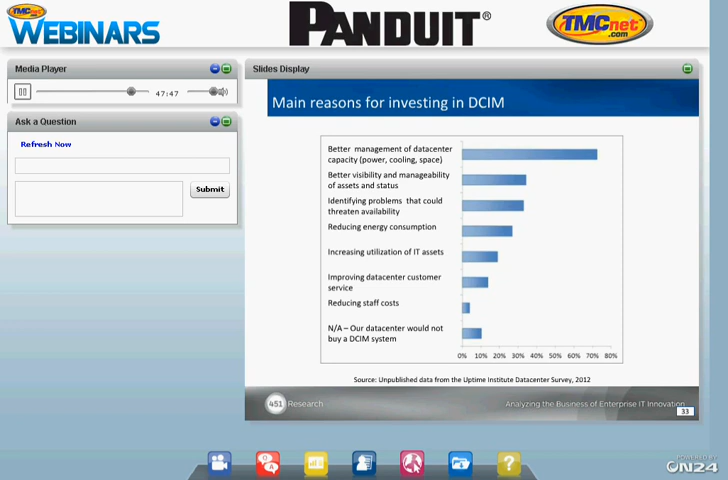 TMCnet
WEBINARS
PANDUIT®
TMCnet
.com
Media Player
47:47
Ask a Question
Refresh Now
Submit
Slides Display
Main reasons for investing in DCIM
Better management of datacenter
capacity (power, cooling, space)
Better visibility and manageability
of assets and status
Identifying problems that could
threaten availability
Reducing energy consumption
Increasing utilization of IT assets
Improving datacenter customer
service
Reducing staff costs
N/A – Our datacenter would not
buy a DCIM system
0% 10% 20% 30% 40% 50% 60% 70% 80%
Source: Unpublished data from the Uptime Institute Datacenter Survey, 2012
451 Research
Analyzing the Business of Enterprise IT Innovation
33
Q
A
?
POWERED BY
ON24